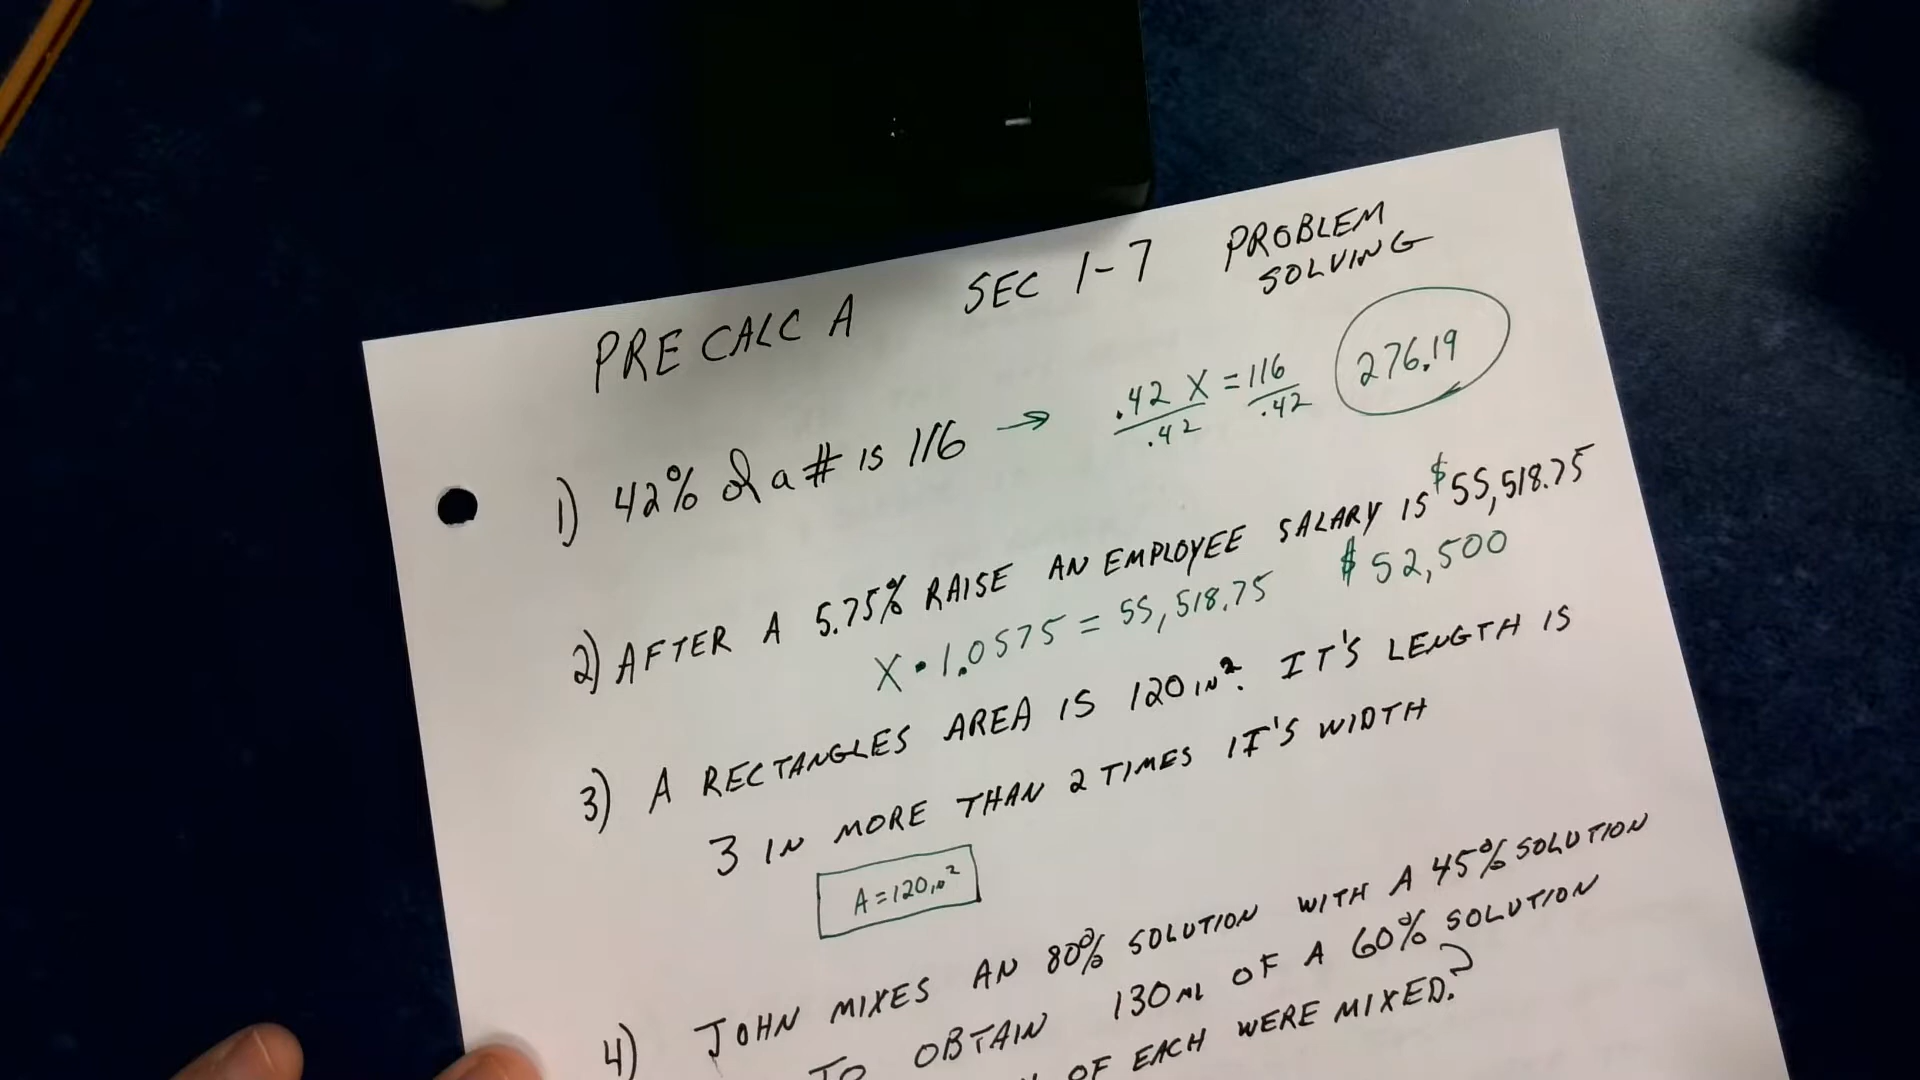 PRECALC A SEC 1-7 PROBLEM
SOLVING
1) 42% of a # is 116 → .42 X = 116 276.19
.42 .42
2) AFTER A 5.75% RAISE AN EMPLOYEE SALARY IS $55,518.75
X • 1.0575 = 55,518.75 $52,500
3) A RECTANGLES AREA IS 120 IN². IT'S LENGTH IS
3 IN MORE THAN 2 TIMES IT'S WIDTH
A = 120 in²
4) JOHN MIXES AN 80% SOLUTION WITH A 45% SOLUTION
TO OBTAIN 130 ML OF A 60% SOLUTION
OF EACH WERE MIXED?